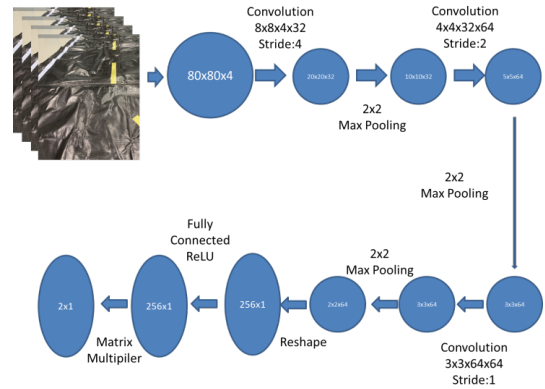 Convolution
8x8x4x32
Stride:4
Convolution
4x4x32x64
Stride:2
80x80x4
20x20x32
10x10x32
5x5x64
2x2
Max Pooling
2x2
Max Pooling
Fully
Connected
ReLU
2x2
Max Pooling
2x1
256x1
256x1
2x2x64
3x3x64
3x3x64
Matrix
Multipiler
Reshape
Convolution
3x3x64x64
Stride:1